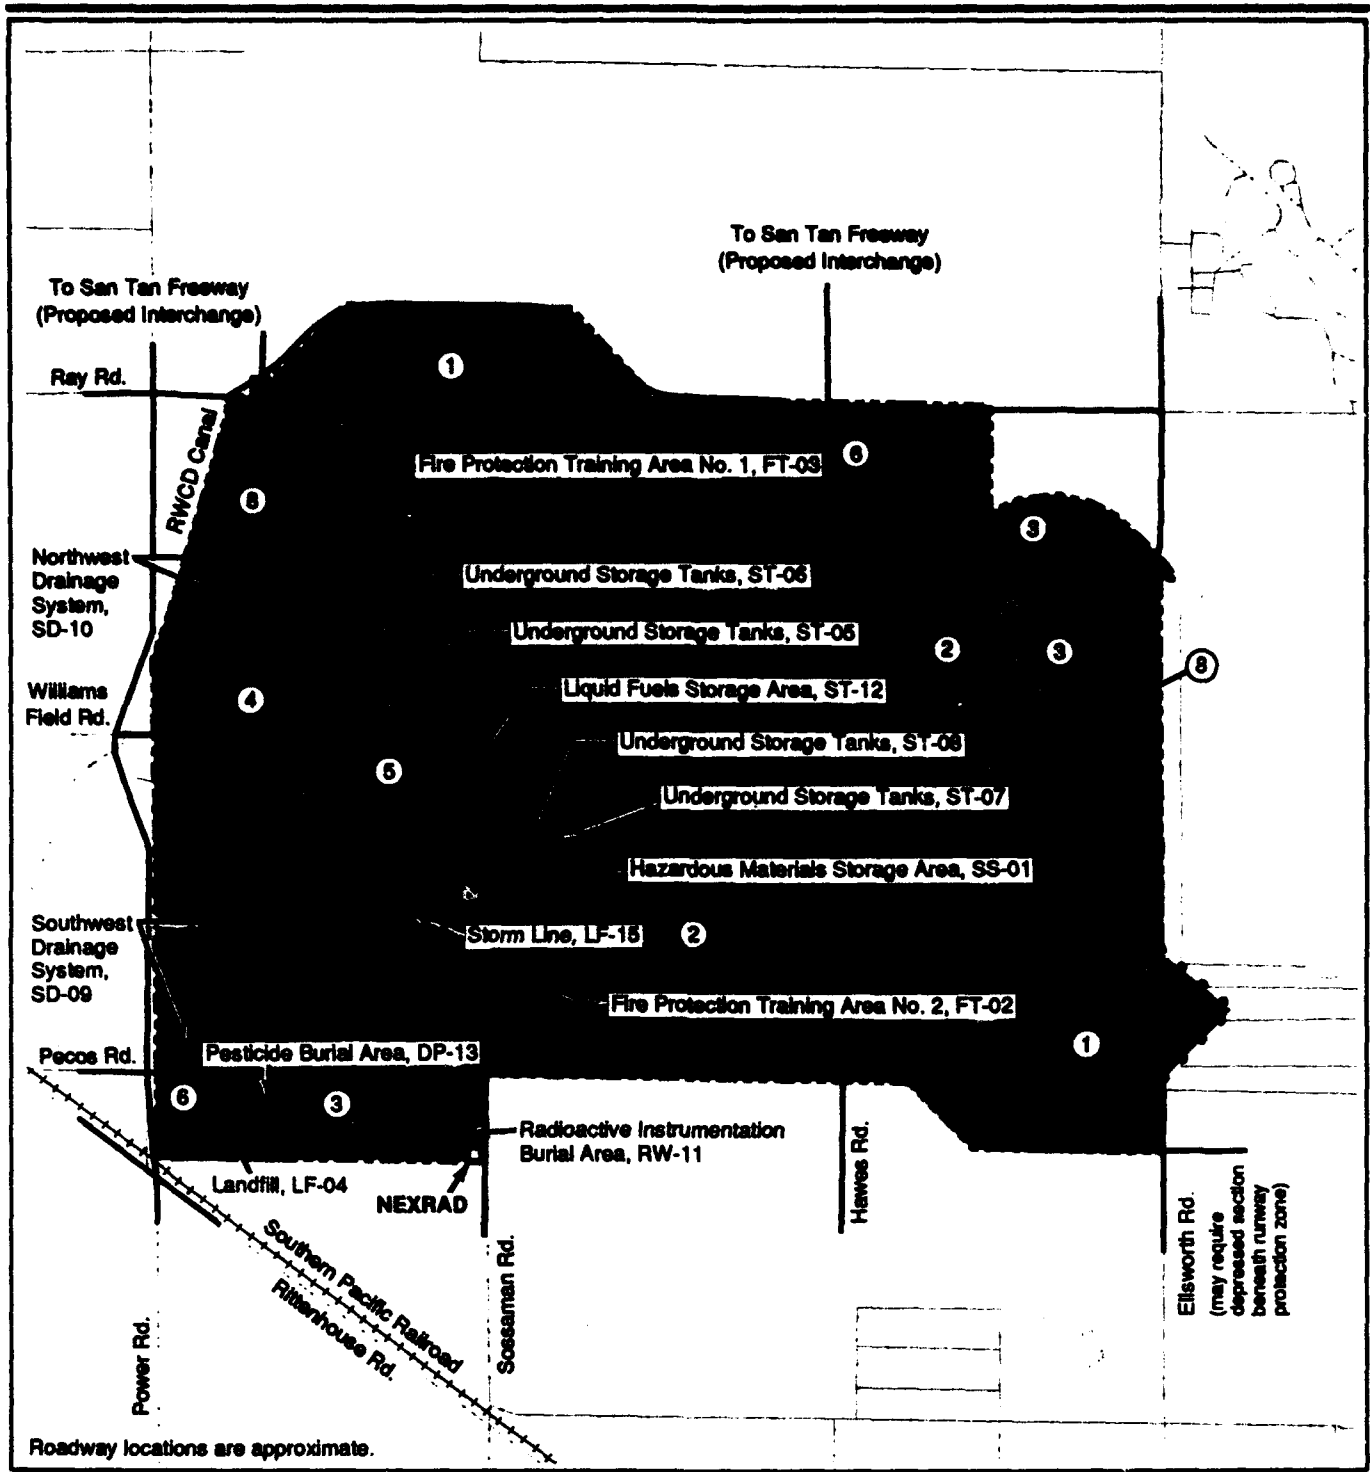 To San Tan Freeway
(Proposed Interchange)
To San Tan Freeway
(Proposed Interchange)
Ray Rd.
1
RWCD Canal
Fire Protection Training Area No. 1, FT-03
6
8
3
Northwest
Drainage
System,
SD-10
Underground Storage Tanks, ST-06
Underground Storage Tanks, ST-05
2
3
8
Williams
Field Rd.
4
Liquid Fuels Storage Area, ST-12
Underground Storage Tanks, ST-08
5
Underground Storage Tanks, ST-07
Hazardous Materials Storage Area, SS-01
Southwest
Drainage
System,
SD-09
Storm Line, LF-15
2
Fire Protection Training Area No. 2, FT-02
1
Pecos Rd.
Pesticide Burial Area, DP-13
6
3
Radioactive Instrumentation
Burial Area, RW-11
Landfill, LF-04
NEXRAD
Hawes Rd.
Ellsworth Rd.
(may require
depressed section
beneath runway
protection zone)
Southern Pacific Railroad
Rittenhouse Rd.
Sossaman Rd.
Power Rd.
Roadway locations are approximate.